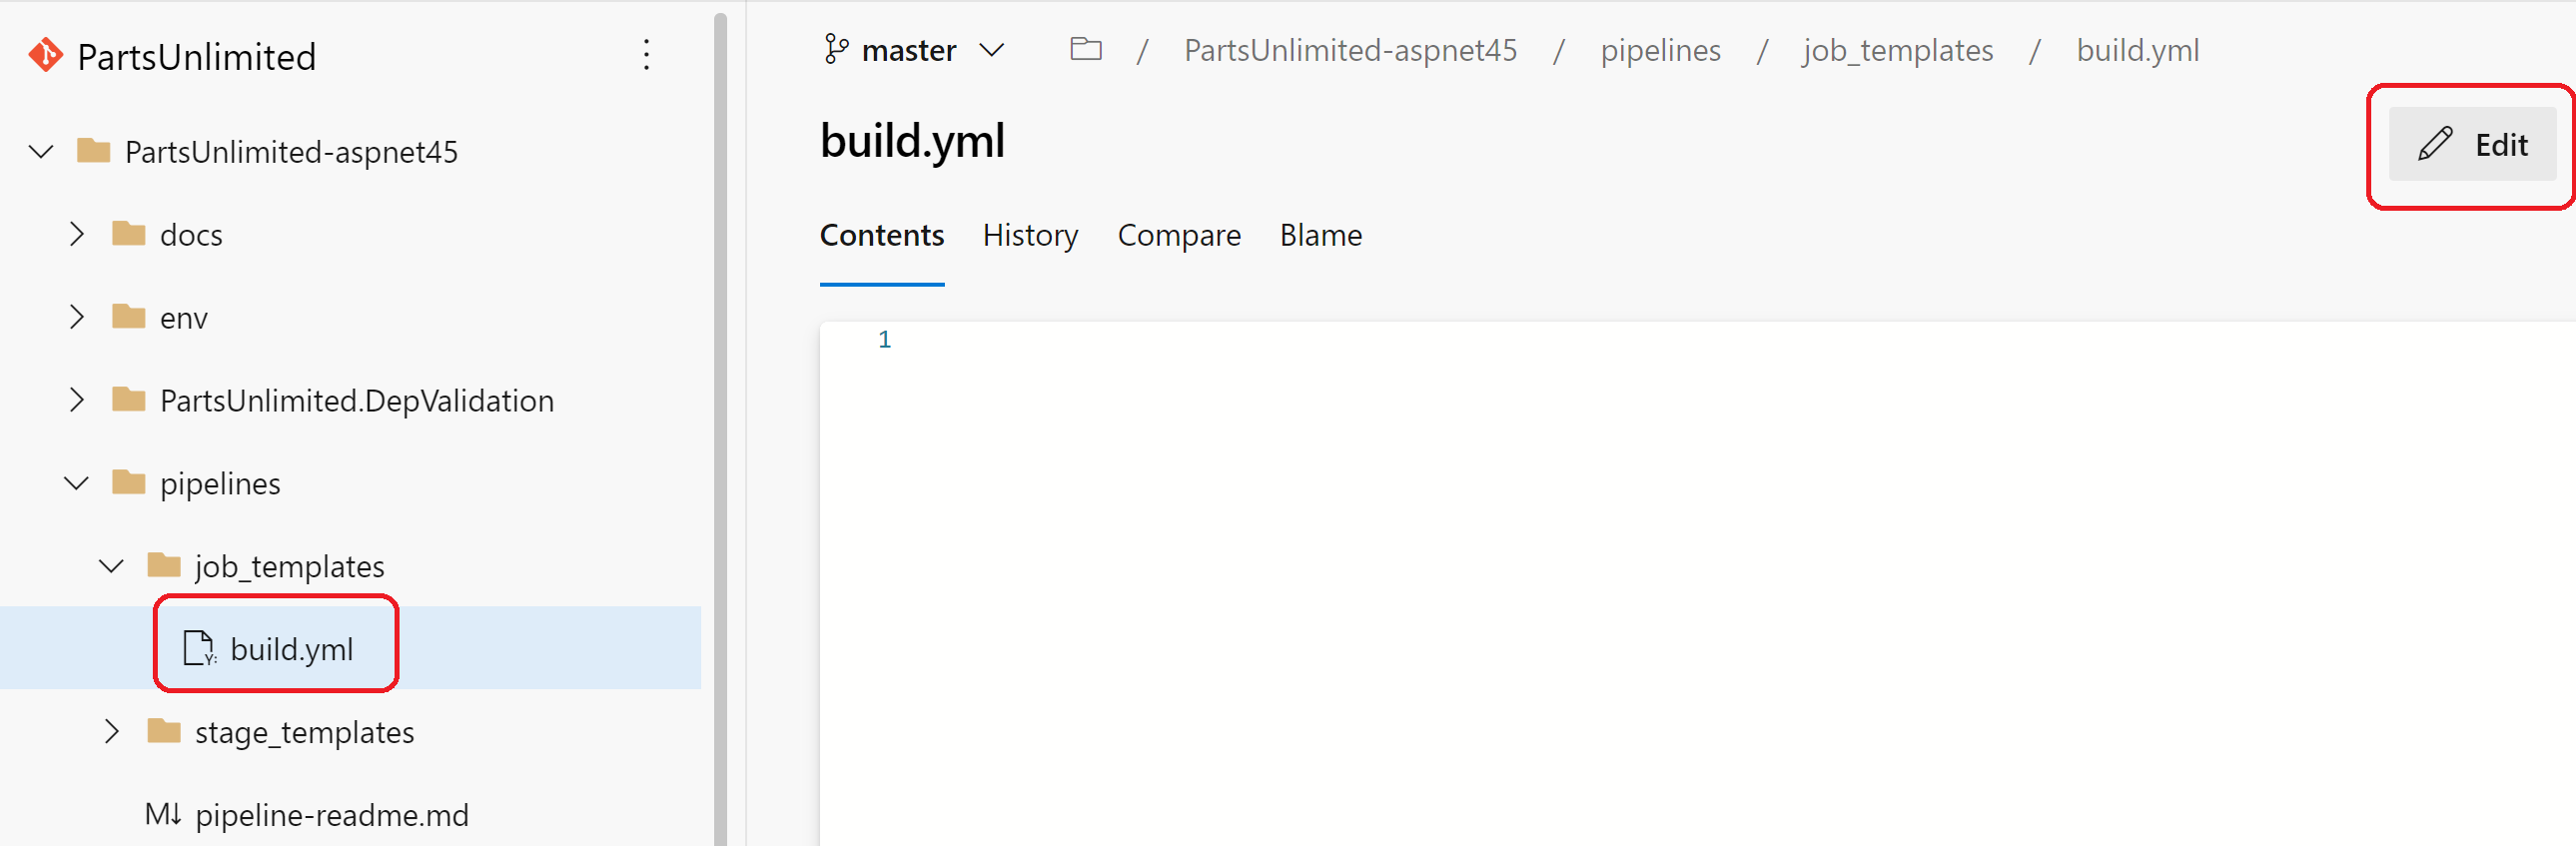 PartsUnlimited
PartsUnlimited-aspnet45
docs
env
PartsUnlimited.DepValidation
pipelines
job_templates
Y: build.yml
stage_templates
M↓ pipeline-readme.md
master / PartsUnlimited-aspnet45 / pipelines / job_templates / build.yml
build.yml
Edit
Contents History Compare Blame
1